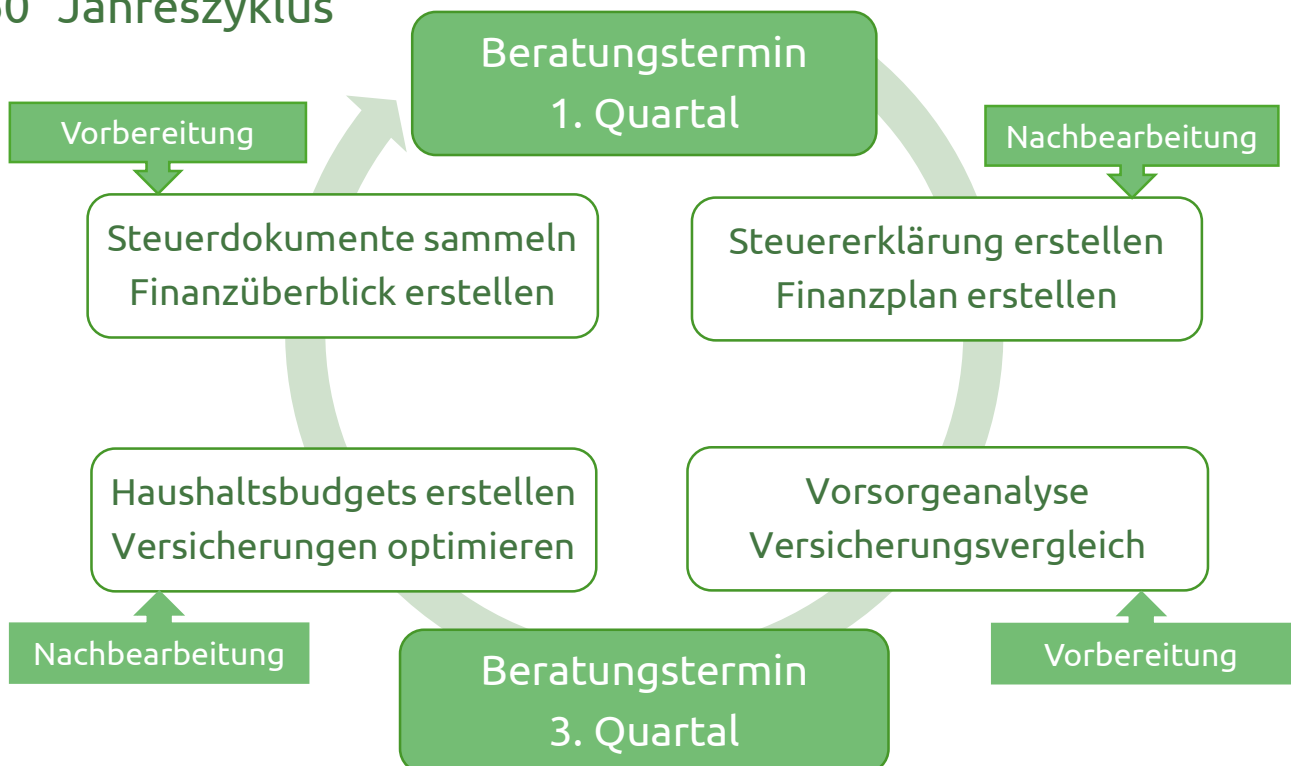 Jahreszyklus
Beratungstermin
1. Quartal
Vorbereitung
Nachbearbeitung
Steuerdokumente sammeln
Finanzüberblick erstellen
Steuererklärung erstellen
Finanzplan erstellen
Haushaltsbudgets erstellen
Versicherungen optimieren
Vorsorgeanalyse
Versicherungsvergleich
Nachbearbeitung
Vorbereitung
Beratungstermin
3. Quartal